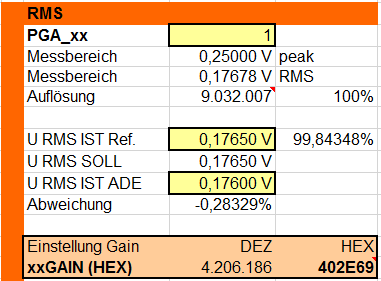 RMS
PGA_xx 1
Messbereich 0,25000 V peak
Messbereich 0,17678 V RMS
Auflösung 9.032.007 100%
U RMS IST Ref. 0,17650 V 99,84348%
U RMS SOLL 0,17650 V
U RMS IST ADE 0,17600 V
Abweichung -0,28329%
Einstellung Gain DEZ HEX
xxGAIN (HEX) 4.206.186 402E69